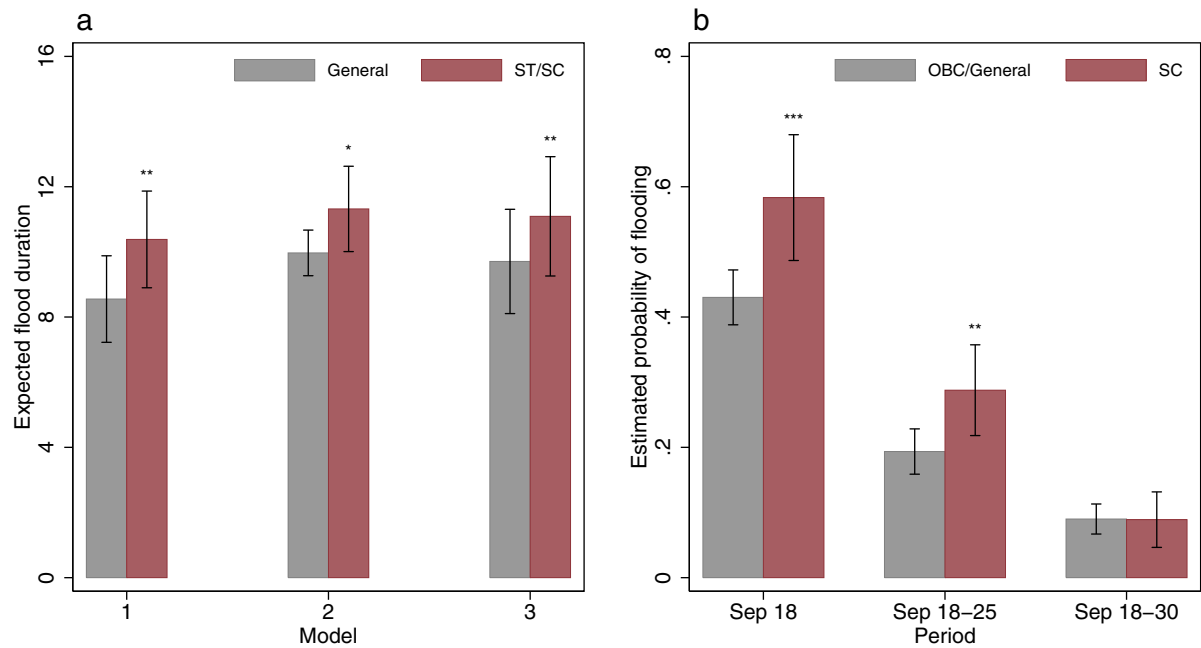 a
General
ST/SC
Expected flood duration
16
12
8
4
0
**
*
**
1
2
3
Model
b
OBC/General
SC
Estimated probability of flooding
.8
.6
.4
.2
0
***
**
Sep 18
Sep 18–25
Sep 18–30
Period